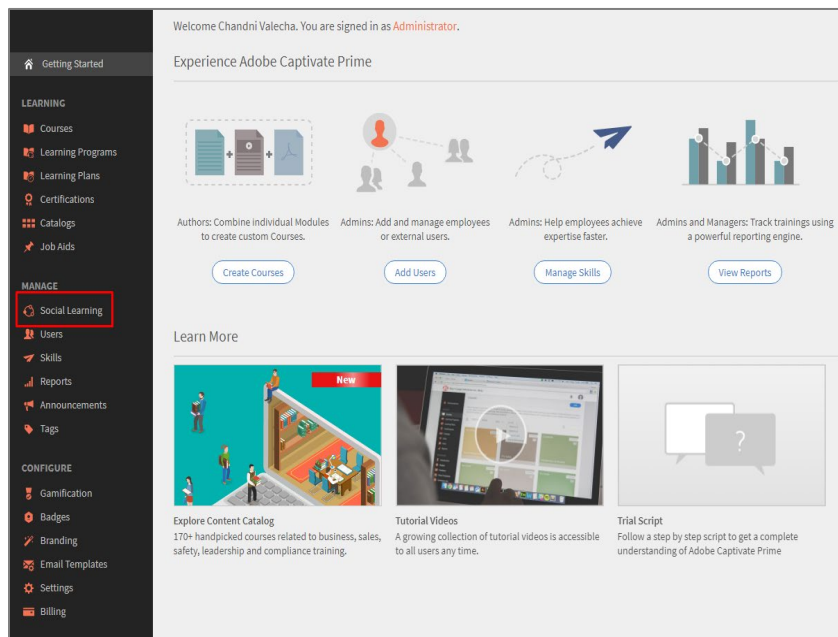 Welcome Chandni Valecha. You are signed in as Administrator.
Getting Started
LEARNING
Courses
Learning Programs
Learning Plans
Certifications
Catalogs
Job Aids
MANAGE
Social Learning
Users
Skills
Reports
Announcements
Tags
CONFIGURE
Gamification
Badges
Branding
Email Templates
Settings
Billing
Experience Adobe Captivate Prime
Authors: Combine individual Modules
to create custom Courses.
Create Courses
Admins: Add and manage employees
or external users.
Add Users
Admins: Help employees achieve
expertise faster.
Manage Skills
Admins and Managers: Track trainings using
a powerful reporting engine.
View Reports
Learn More
New
Explore Content Catalog
170+ handpicked courses related to business, sales,
safety, leadership and compliance training.
Tutorial Videos
A growing collection of tutorial videos is accessible
to all users any time.
?
Trial Script
Follow a step by step script to get a complete
understanding of Adobe Captivate Prime